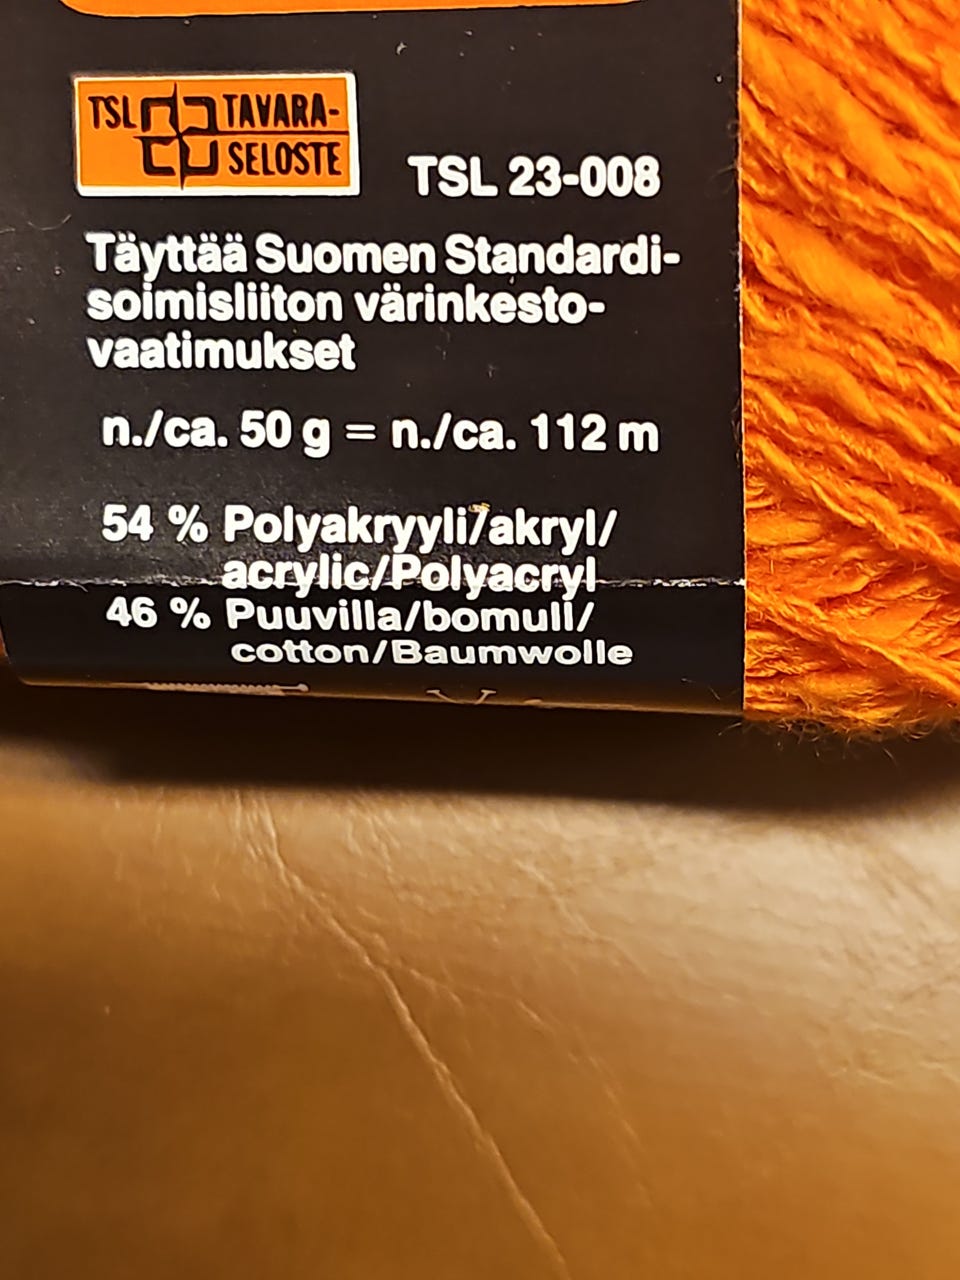 TSL TAVARA-
SELOSTE
TSL 23-008
Täyttää Suomen Standardi-
soimisliiton värinkesto-
vaatimukset
n./ca. 50 g = n./ca. 112 m
54 % Polyakryyli/akryl/
acrylic/Polyacryl
46 % Puuvilla/bomull/
cotton/Baumwolle